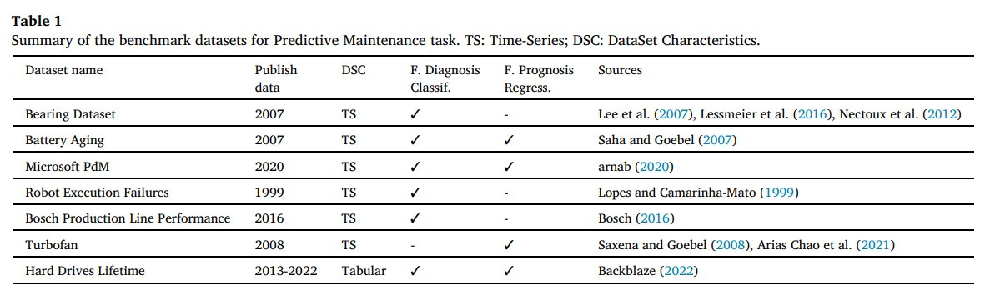 Table 1
Summary of the benchmark datasets for Predictive Maintenance task. TS: Time-Series; DSC: DataSet Characteristics.
Dataset name Publish data DSC F. Diagnosis Classif. F. Prognosis Regress. Sources
Bearing Dataset 2007 TS ✓ - Lee et al. (2007), Lessmeier et al. (2016), Nectoux et al. (2012)
Battery Aging 2007 TS ✓ ✓ Saha and Goebel (2007)
Microsoft PdM 2020 TS ✓ ✓ arnab (2020)
Robot Execution Failures 1999 TS ✓ - Lopes and Camarinha-Mato (1999)
Bosch Production Line Performance 2016 TS ✓ - Bosch (2016)
Turbofan 2008 TS - ✓ Saxena and Goebel (2008), Arias Chao et al. (2021)
Hard Drives Lifetime 2013-2022 Tabular ✓ ✓ Backblaze (2022)